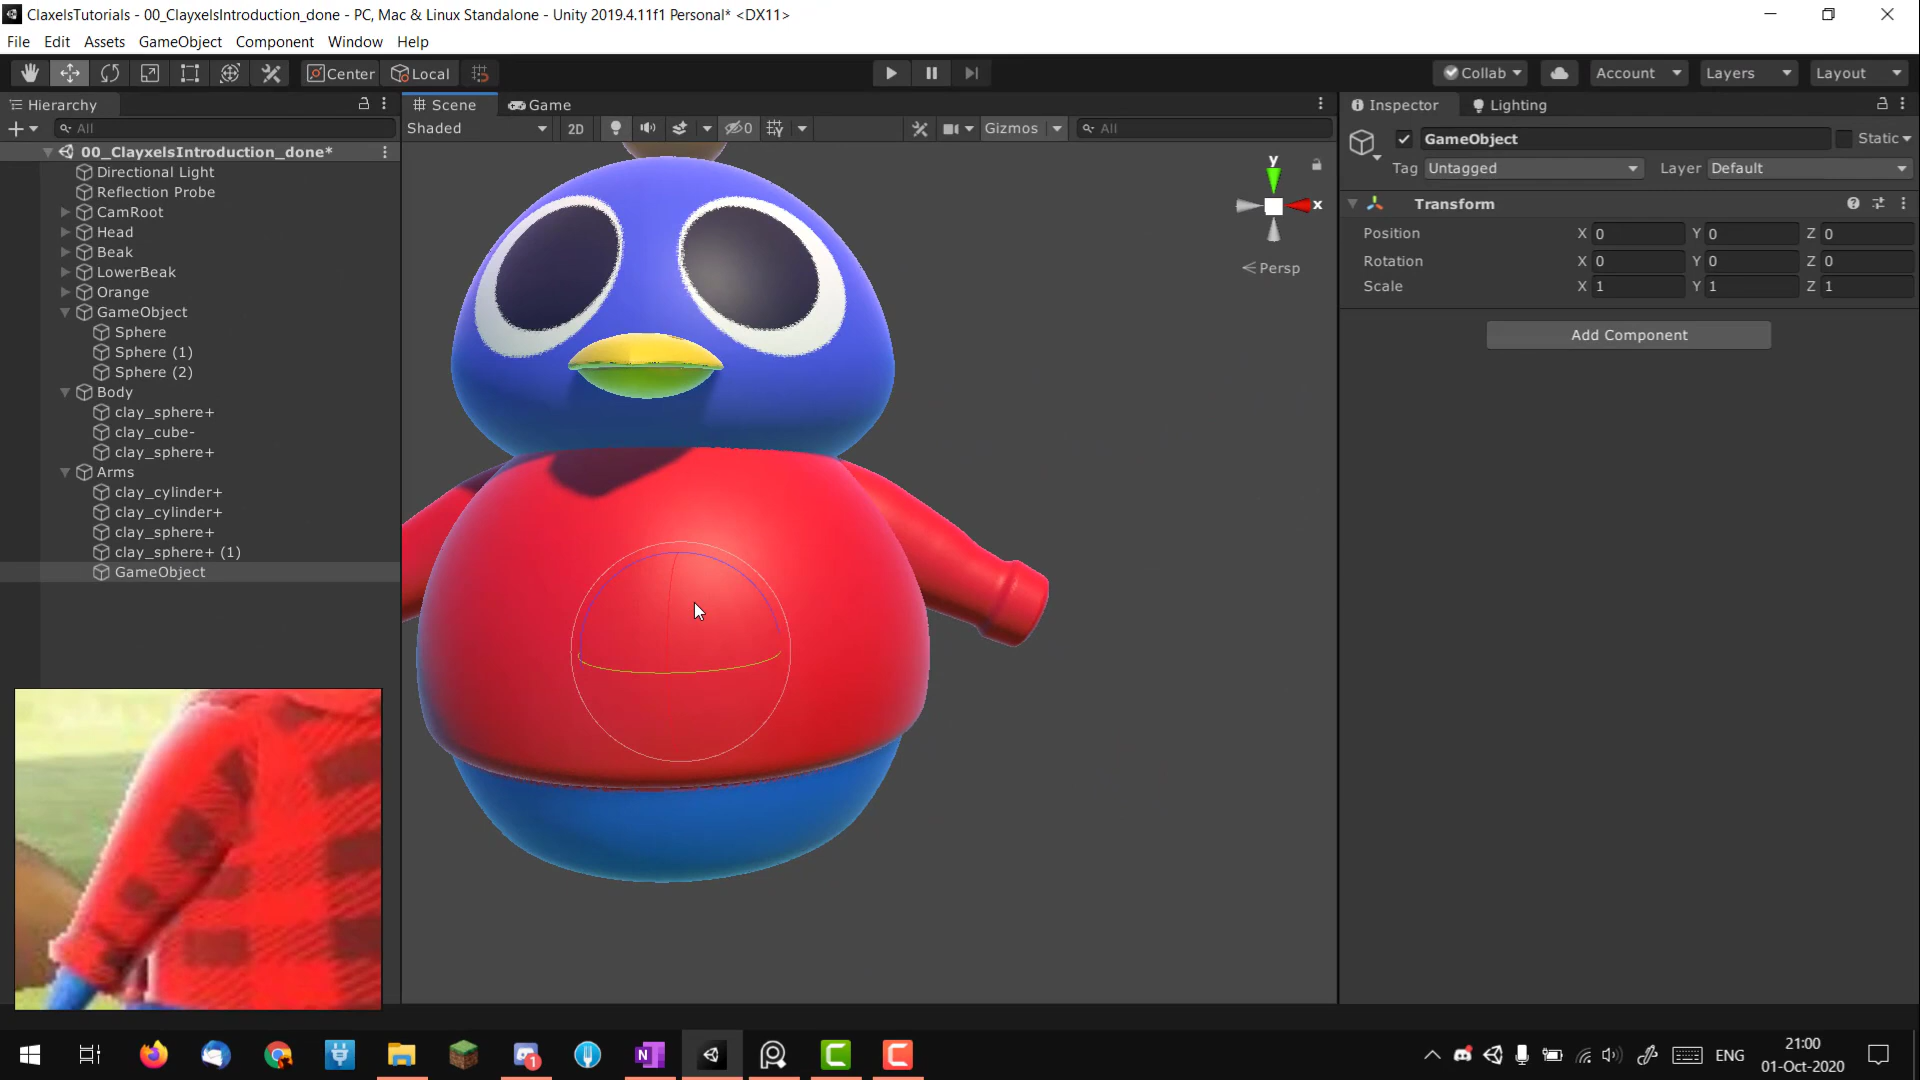 ClaxelsTutorials - 00_ClayxelsIntroduction_done - PC, Mac & Linux Standalone - Unity 2019.4.11f1 Personal* <DX11>
File Edit Assets GameObject Component Window Help
Center Local Collab Account Layers Layout
Hierarchy Scene Game Inspector Lighting
All Shaded 2D 0 Gizmos All
GameObject Static
Tag Untagged Layer Default
00_ClayxelsIntroduction_done*
Directional Light
Reflection Probe
CamRoot
Head
Beak
LowerBeak
Orange
GameObject
Sphere
Sphere (1)
Sphere (2)
Body
clay_sphere+
clay_cube-
clay_sphere+
Arms
clay_cylinder+
clay_cylinder+
clay_sphere+
clay_sphere+ (1)
GameObject
y
x
Persp
Transform
Position X 0 Y 0 Z 0
Rotation X 0 Y 0 Z 0
Scale X 1 Y 1 Z 1
Add Component
N 1 ENG
21:00
01-Oct-2020